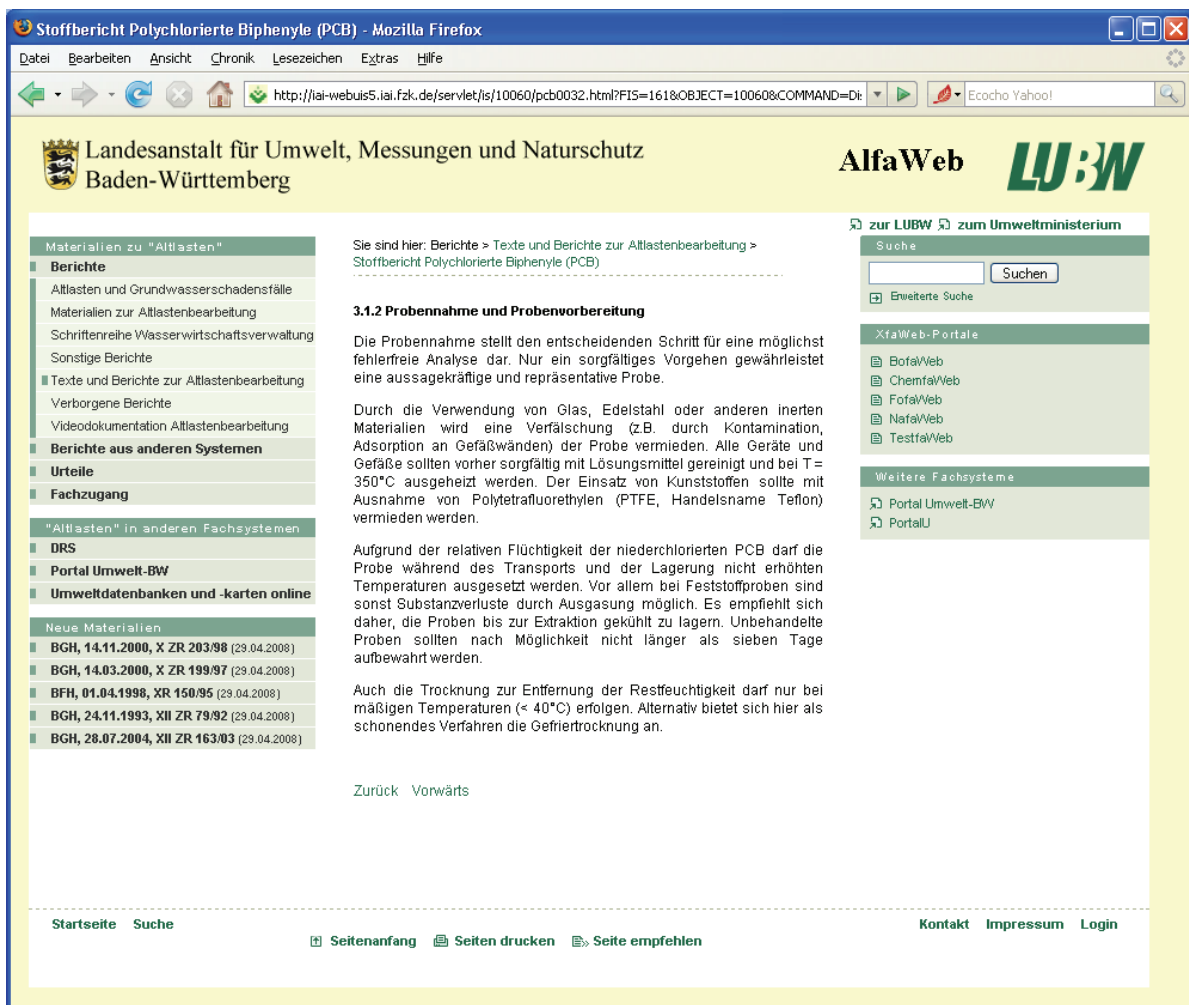 Stoffbericht Polychlorierte Biphenyle (PCB) - Mozilla Firefox
Datei Bearbeiten Ansicht Chronik Lesezeichen Extras Hilfe
http://iai-webuis5.iai.fzk.de/servlet/is/10060/pcb0032.html?FIS=161&OBJECT=10060&COMMAND=Di:
Ecocho Yahoo!
Landesanstalt für Umwelt, Messungen und Naturschutz
Baden-Württemberg
AlfaWeb
LUBW
zur LUBW zum Umweltministerium
Materialien zu "Altlasten"
Berichte
Altlasten und Grundwasserschadensfälle
Materialien zur Altlastenbearbeitung
Schriftenreihe Wasserwirtschaftsverwaltung
Sonstige Berichte
Texte und Berichte zur Altlastenbearbeitung
Verborgene Berichte
Videodokumentation Altlastenbearbeitung
Berichte aus anderen Systemen
Urteile
Fachzugang
"Altlasten" in anderen Fachsystemen
DRS
Portal Umwelt-BW
Umweltdatenbanken und -karten online
Neue Materialien
BGH, 14.11.2000, X ZR 203/98 (29.04.2008)
BGH, 14.03.2000, X ZR 199/97 (29.04.2008)
BFH, 01.04.1998, XR 150/95 (29.04.2008)
BGH, 24.11.1993, XII ZR 79/92 (29.04.2008)
BGH, 28.07.2004, XII ZR 163/03 (29.04.2008)
Sie sind hier: Berichte > Texte und Berichte zur Altlastenbearbeitung >
Stoffbericht Polychlorierte Biphenyle (PCB)
3.1.2 Probennahme und Probenvorbereitung
Die Probennahme stellt den entscheidenden Schritt für eine möglichst
fehlerfreie Analyse dar. Nur ein sorgfältiges Vorgehen gewährleistet
eine aussagekräftige und repräsentative Probe.
Durch die Verwendung von Glas, Edelstahl oder anderen inerten
Materialien wird eine Verfälschung (z.B. durch Kontamination,
Adsorption an Gefäßwänden) der Probe vermieden. Alle Geräte und
Gefäße sollten vorher sorgfältig mit Lösungsmittel gereinigt und bei T =
350°C ausgeheizt werden. Der Einsatz von Kunststoffen sollte mit
Ausnahme von Polytetrafluorethylen (PTFE, Handelsname Teflon)
vermieden werden.
Aufgrund der relativen Flüchtigkeit der niederchlorierten PCB darf die
Probe während des Transports und der Lagerung nicht erhöhten
Temperaturen ausgesetzt werden. Vor allem bei Feststoffproben sind
sonst Substanzverluste durch Ausgasung möglich. Es empfiehlt sich
daher, die Proben bis zur Extraktion gekühlt zu lagern. Unbehandelte
Proben sollten nach Möglichkeit nicht länger als sieben Tage
aufbewahrt werden.
Auch die Trocknung zur Entfernung der Restfeuchtigkeit darf nur bei
mäßigen Temperaturen (< 40°C) erfolgen. Alternativ bietet sich hier als
schonendes Verfahren die Gefriertrocknung an.
Zurück Vorwärts
Suche
Suchen
Erweiterte Suche
XfaWeb-Portale
BofaWeb
ChemfaWeb
FofaWeb
NafaWeb
TestfaWeb
Weitere Fachsysteme
Portal Umwelt-BW
PortalU
Startseite Suche
Seitenanfang Seiten drucken Seite empfehlen
Kontakt Impressum Login